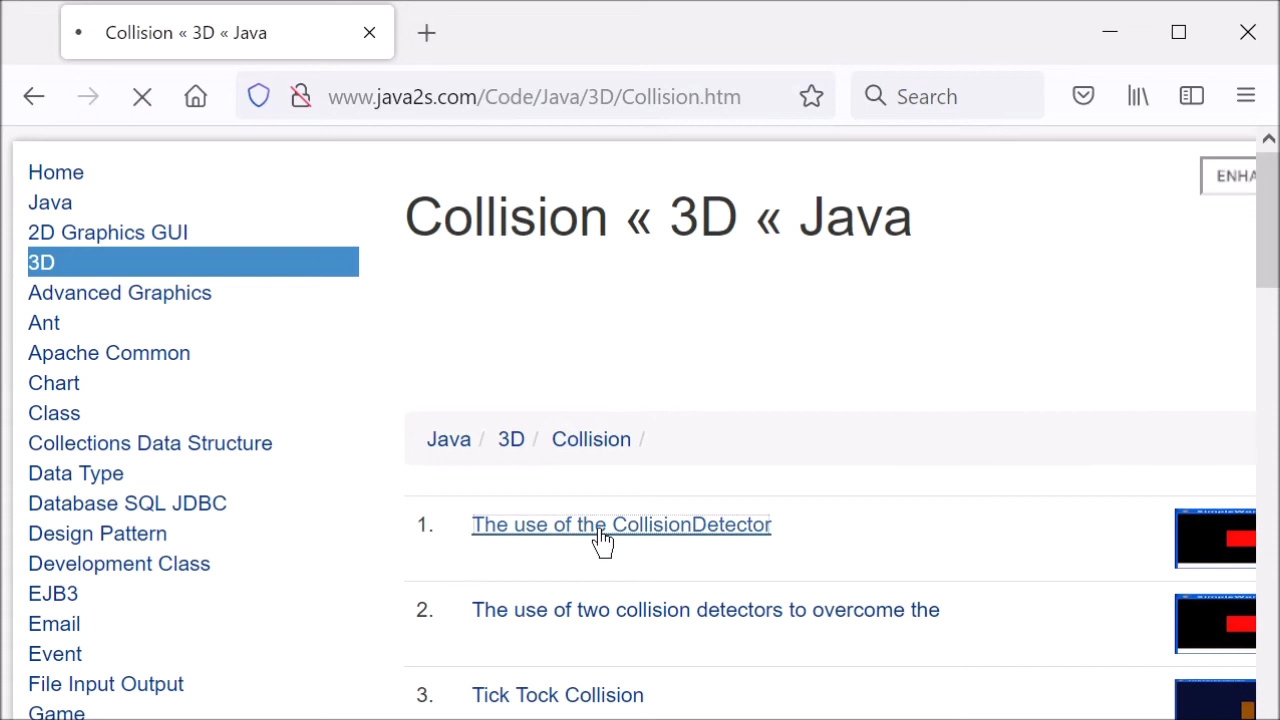 Collision « 3D « Java
www.java2s.com/Code/Java/3D/Collision.htm
Search
Home
Java
2D Graphics GUI
3D
Advanced Graphics
Ant
Apache Common
Chart
Class
Collections Data Structure
Data Type
Database SQL JDBC
Design Pattern
Development Class
EJB3
Email
Event
File Input Output
Game
ENHA
Collision « 3D « Java
Java / 3D / Collision /
1. The use of the CollisionDetector
2. The use of two collision detectors to overcome the
3. Tick Tock Collision